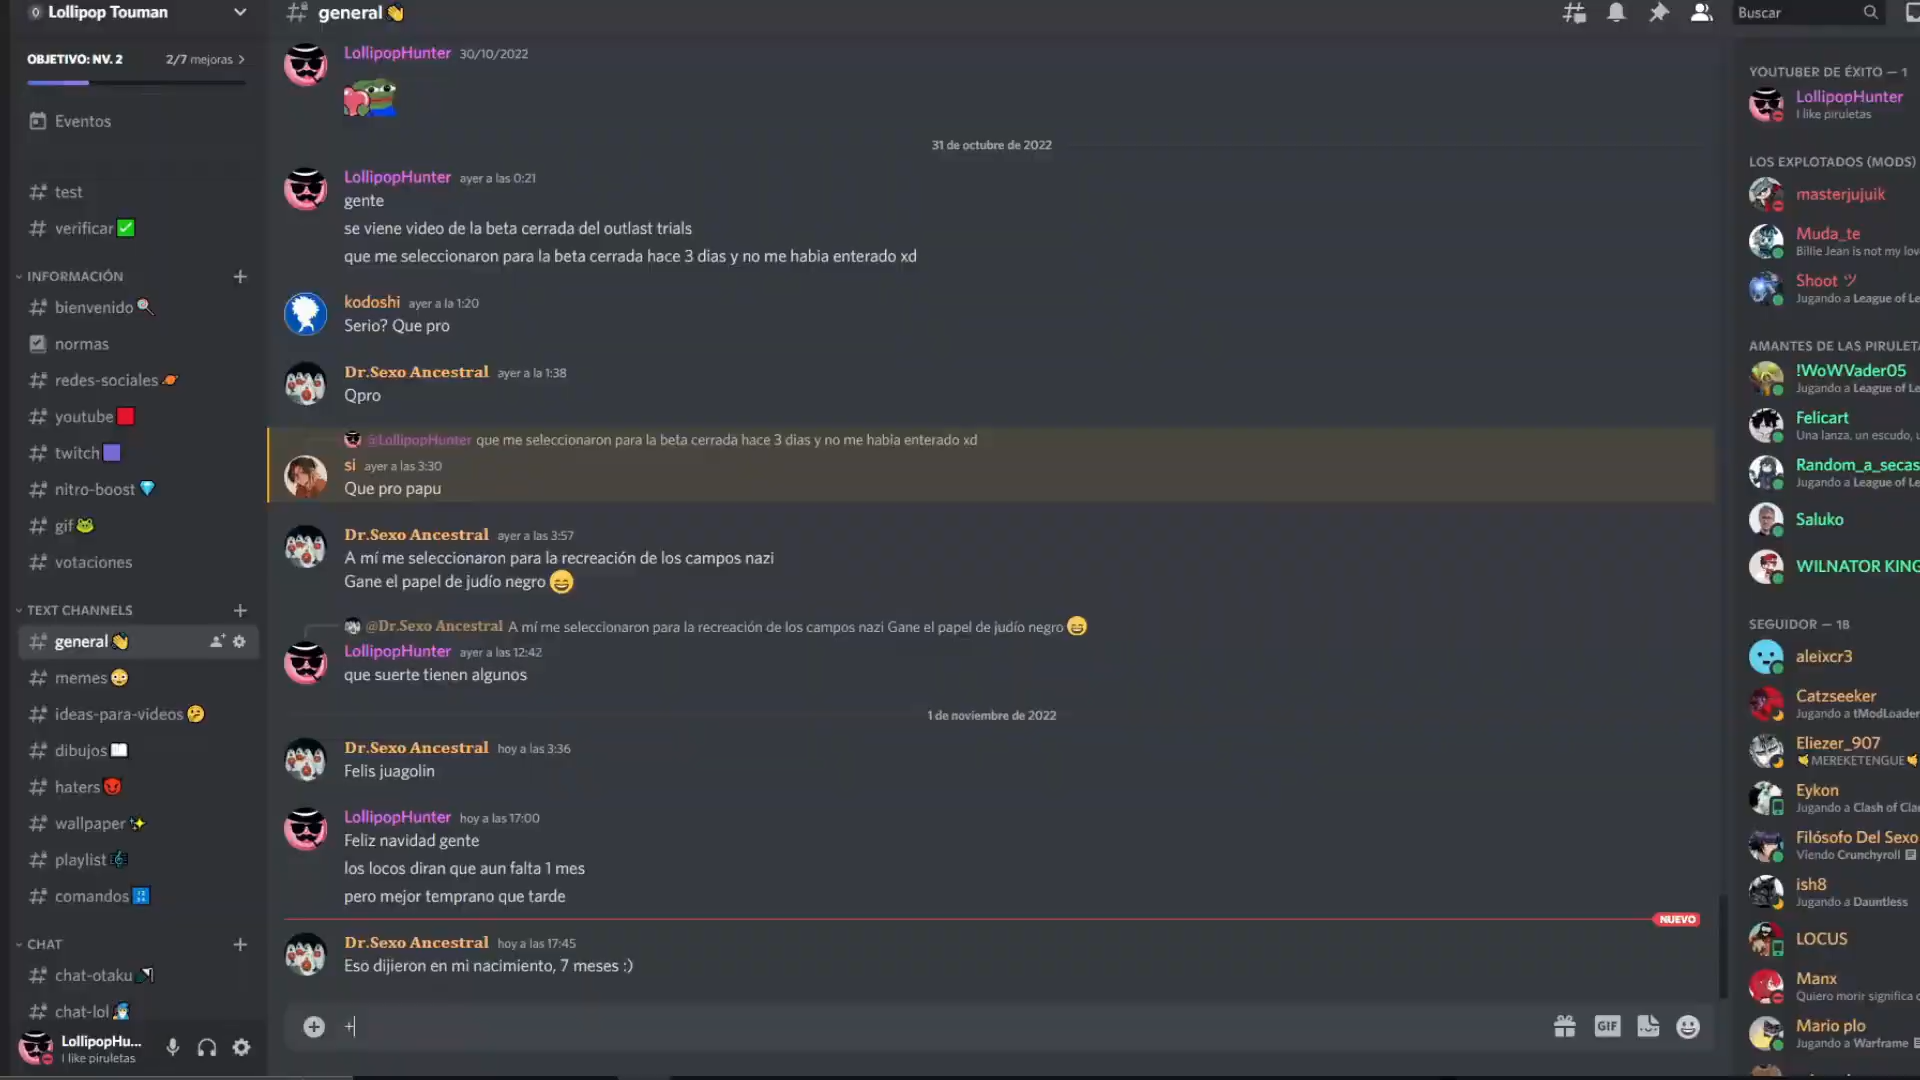 Lollipop Touman
OBJETIVO: NV. 2
2/7 mejoras
Eventos
test
verificar
INFORMACIÓN
bienvenido
normas
redes-sociales
youtube
twitch
nitro-boost
gif
votaciones
TEXT CHANNELS
general
memes
ideas-para-videos
dibujos
haters
wallpaper
playlist
comandos
CHAT
chat-otaku
chat-lol
LollipopHu...
I like piruletas
general
Buscar
LollipopHunter 30/10/2022
31 de octubre de 2022
LollipopHunter ayer a las 0:21
gente
se viene video de la beta cerrada del outlast trials
que me seleccionaron para la beta cerrada hace 3 dias y no me habia enterado xd
kodoshi ayer a la 1:20
Serio? Que pro
Dr.Sexo Ancestral ayer a la 1:38
Qpro
@LollipopHunter que me seleccionaron para la beta cerrada hace 3 dias y no me habia enterado xd
si ayer a las 3:30
Que pro papu
Dr.Sexo Ancestral ayer a las 3:57
A mí me seleccionaron para la recreación de los campos nazi
Gane el papel de judío negro 😄
@Dr.Sexo Ancestral A mí me seleccionaron para la recreación de los campos nazi Gane el papel de judío negro 😄
LollipopHunter ayer a las 12:42
que suerte tienen algunos
1 de noviembre de 2022
Dr.Sexo Ancestral hoy a las 3:36
Felis juagolin
LollipopHunter hoy a las 17:00
Feliz navidad gente
los locos diran que aun falta 1 mes
pero mejor temprano que tarde
NUEVO
Dr.Sexo Ancestral hoy a las 17:45
Eso dijieron en mi nacimiento, 7 meses :)
+
GIF
YOUTUBER DE ÉXITO — 1
LollipopHunter
I like piruletas
LOS EXPLOTADOS (MODS)
masterjujuik
Muda_te
Billie Jean is not my lov
Shoot ツ
Jugando a League of Le
AMANTES DE LAS PIRULETA
!WoWVader05
Jugando a League of Le
Felicart
Una lanza, un escudo, u
Random_a_secas
Jugando a League of Le
Saluko
WILNATOR KING
SEGUIDOR — 18
aleixcr3
Catzseeker
Jugando a tModLoader
Eliezer_907
MEREKETENGUE
Eykon
Jugando a Clash of Clan
Filósofo Del Sexo
Viendo Crunchyroll
ish8
Jugando a Dauntless
LOCUS
Manx
Quiero morir significa c
Mario plo
Jugando a Warframe